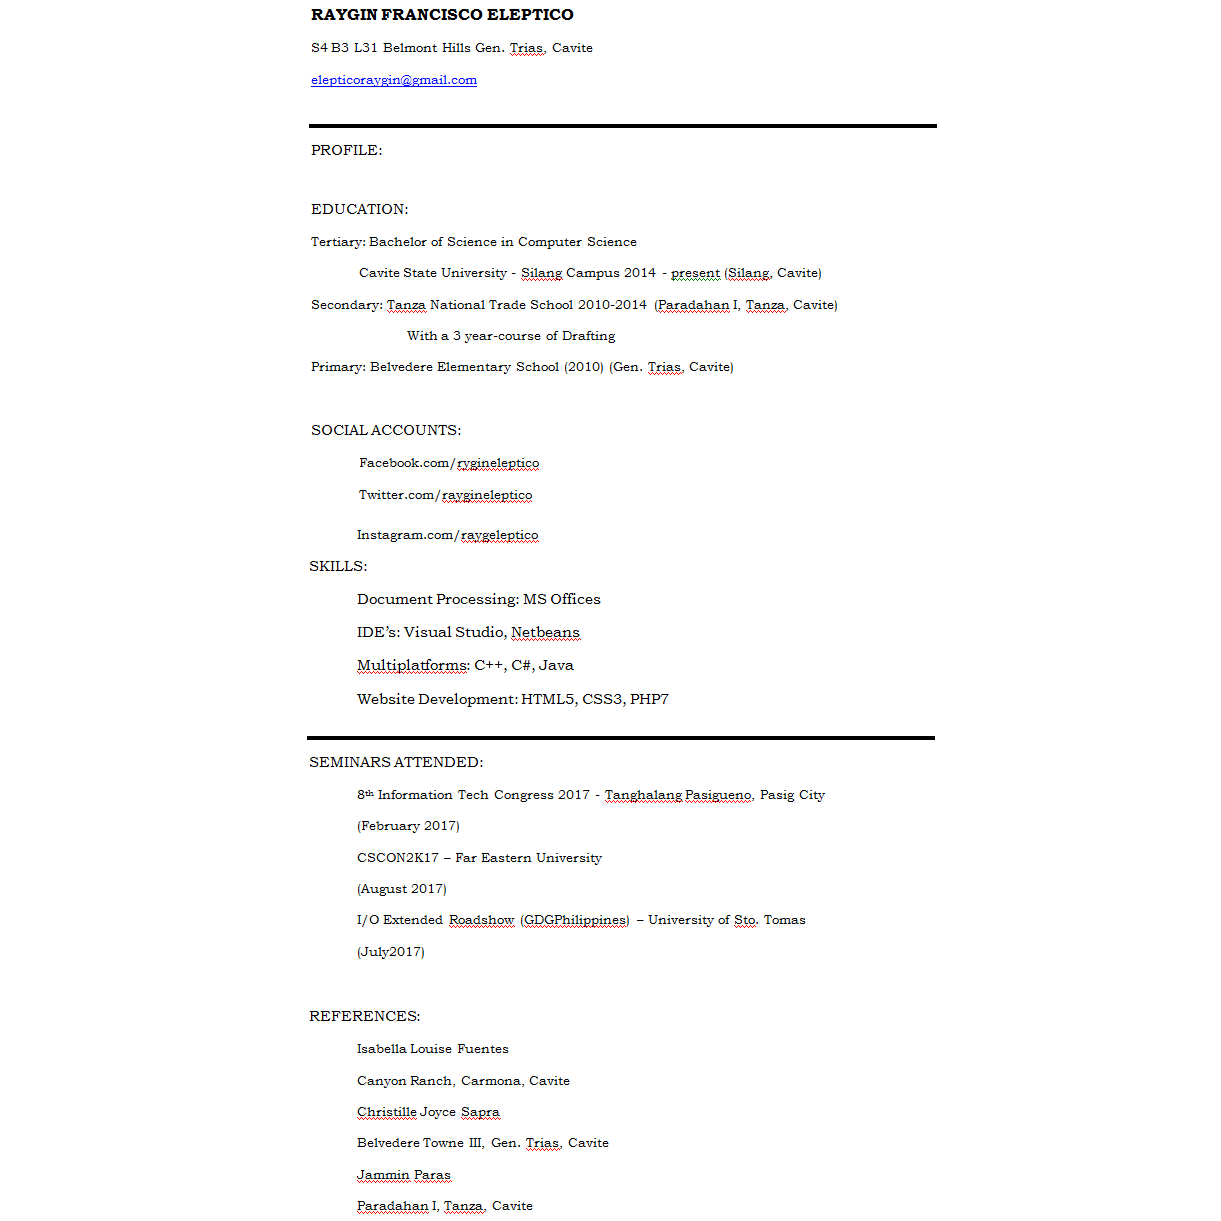 RAYGIN FRANCISCO ELEPTICO
S4 B3 L31 Belmont Hills Gen. Trias, Cavite
elepticoraygin@gmail.com
PROFILE:
EDUCATION:
Tertiary: Bachelor of Science in Computer Science
Cavite State University - Silang Campus 2014 - present (Silang, Cavite)
Secondary: Tanza National Trade School 2010-2014 (Paradahan I, Tanza, Cavite)
With a 3 year-course of Drafting
Primary: Belvedere Elementary School (2010) (Gen. Trias, Cavite)
SOCIAL ACCOUNTS:
Facebook.com/rygineleptico
Twitter.com/raygineleptico
Instagram.com/raygeleptico
SKILLS:
Document Processing: MS Offices
IDE’s: Visual Studio, Netbeans
Multiplatforms: C++, C#, Java
Website Development: HTML5, CSS3, PHP7
SEMINARS ATTENDED:
8th Information Tech Congress 2017 - Tanghalang Pasigueno, Pasig City
(February 2017)
CSCON2K17 – Far Eastern University
(August 2017)
I/O Extended Roadshow (GDGPhilippines) – University of Sto. Tomas
(July2017)
REFERENCES:
Isabella Louise Fuentes
Canyon Ranch, Carmona, Cavite
Christille Joyce Sapra
Belvedere Towne III, Gen. Trias, Cavite
Jammin Paras
Paradahan I, Tanza, Cavite